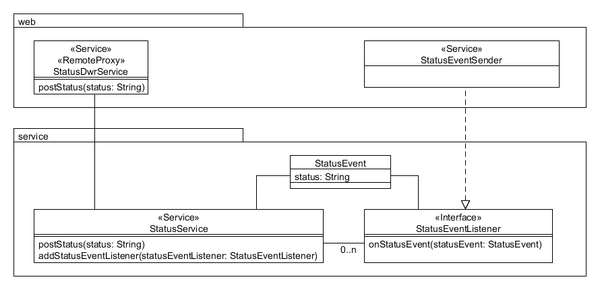 web
«Service»
«RemoteProxy»
StatusDwrService
postStatus(status: String)
«Service»
StatusEventSender
service
StatusEvent
status: String
«Service»
StatusService
postStatus(status: String)
addStatusEventListener(statusEventListener: StatusEventListener)
0..n
«Interface»
StatusEventListener
onStatusEvent(statusEvent: StatusEvent)